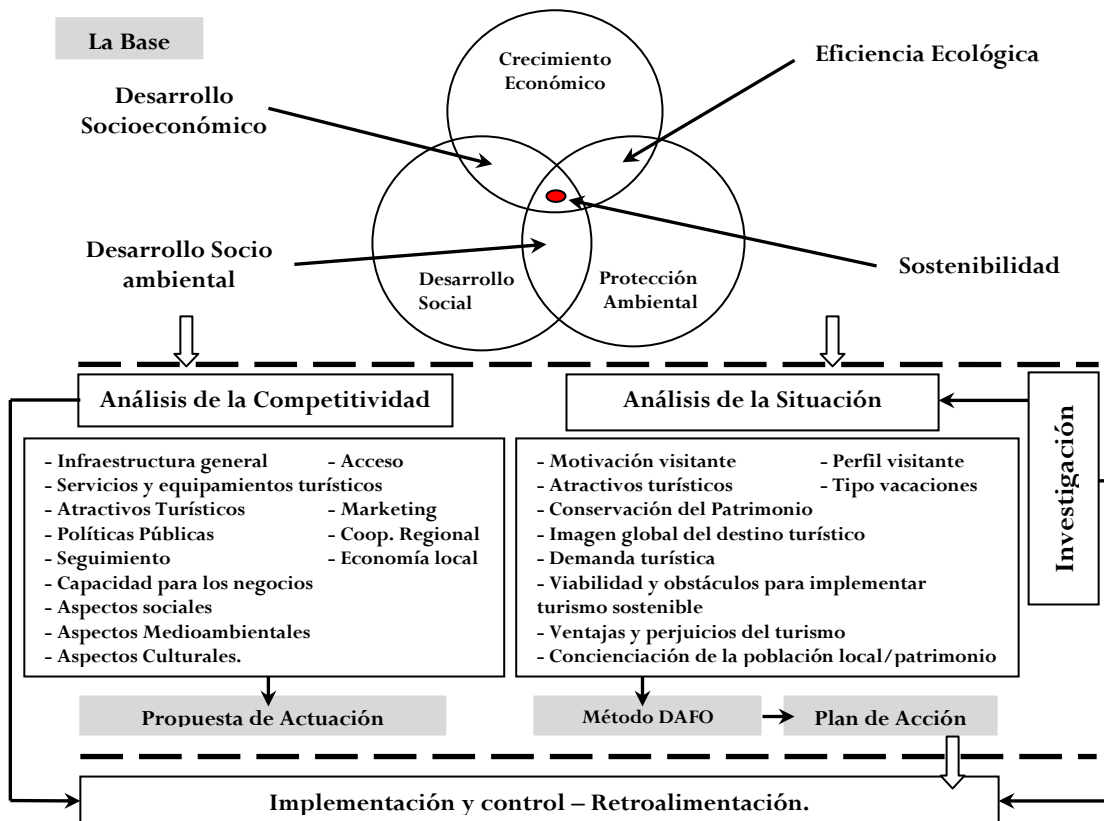 La Base
Crecimiento
Económico
Eficiencia Ecológica
Desarrollo
Socioeconómico
Desarrollo Socio
ambiental
Desarrollo
Social
Protección
Ambiental
Sostenibilidad
Análisis de la Competitividad
Análisis de la Situación
Investigación
- Infraestructura general - Acceso
- Servicios y equipamientos turísticos
- Atractivos Turísticos - Marketing
- Políticas Públicas - Coop. Regional
- Seguimiento - Economía local
- Capacidad para los negocios
- Aspectos sociales
- Aspectos Medioambientales
- Aspectos Culturales.
- Motivación visitante - Perfil visitante
- Atractivos turísticos - Tipo vacaciones
- Conservación del Patrimonio
- Imagen global del destino turístico
- Demanda turística
- Viabilidad y obstáculos para implementar
turismo sostenible
- Ventajas y perjuicios del turismo
- Concienciación de la población local/patrimonio
Propuesta de Actuación
Método DAFO
Plan de Acción
Implementación y control – Retroalimentación.